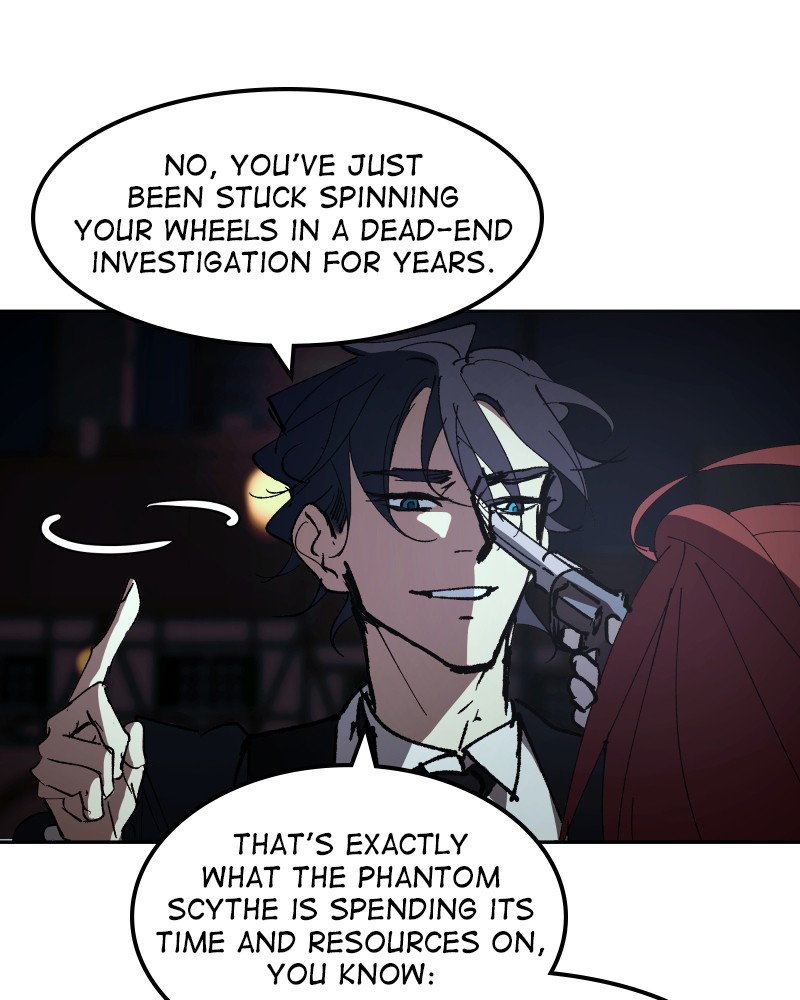 NO, YOU'VE JUST
BEEN STUCK SPINNING
YOUR WHEELS IN A DEAD-END
INVESTIGATION FOR YEARS.
THAT'S EXACTLY
WHAT THE PHANTOM
SCYTHE IS SPENDING ITS
TIME AND RESOURCES ON,
YOU KNOW: